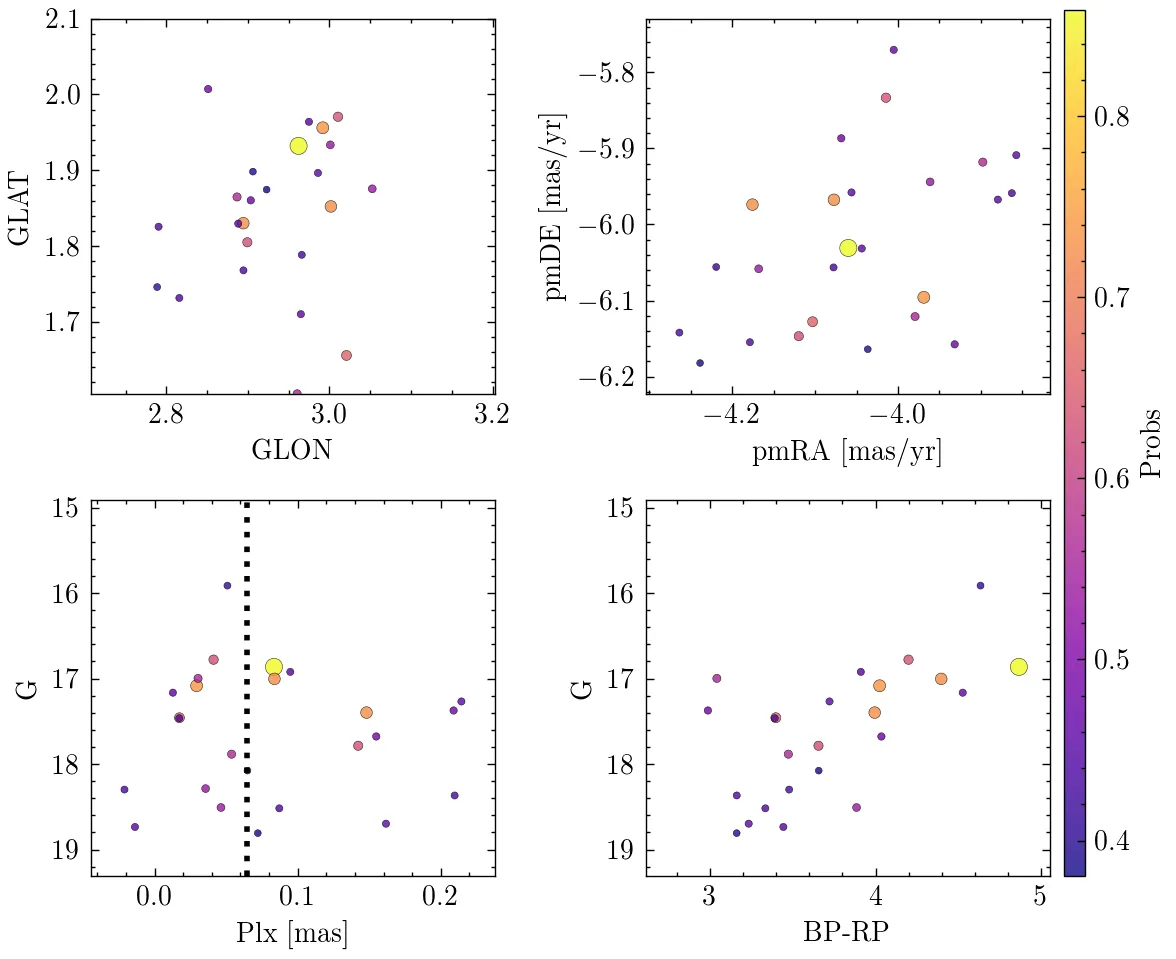 2.1
2.0
1.9
1.8
1.7
GLAT
2.8 3.0 3.2
GLON
−5.8
−5.9
−6.0
−6.1
−6.2
pmDE [mas/yr]
−4.2 −4.0
pmRA [mas/yr]
0.8
0.7
0.6
0.5
0.4
Probs
15
16
17
18
19
G
0.0 0.1 0.2
Plx [mas]
15
16
17
18
19
G
3 4 5
BP-RP